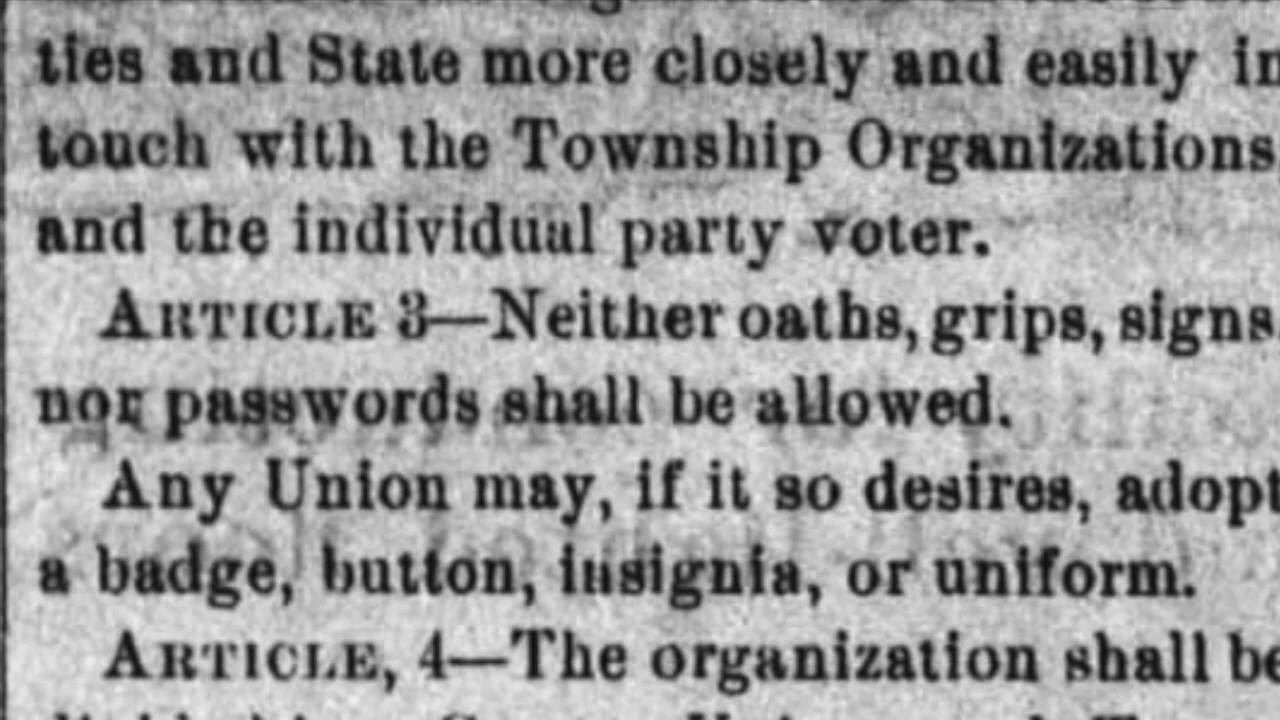 ties and State more closely and easily in
touch with the Township Organizations
and the individual party voter.
ARTICLE 3—Neither oaths, grips, signs
nor passwords shall be allowed.
Any Union may, if it so desires, adopt
a badge, button, insignia, or uniform.
ARTICLE, 4—The organization shall be